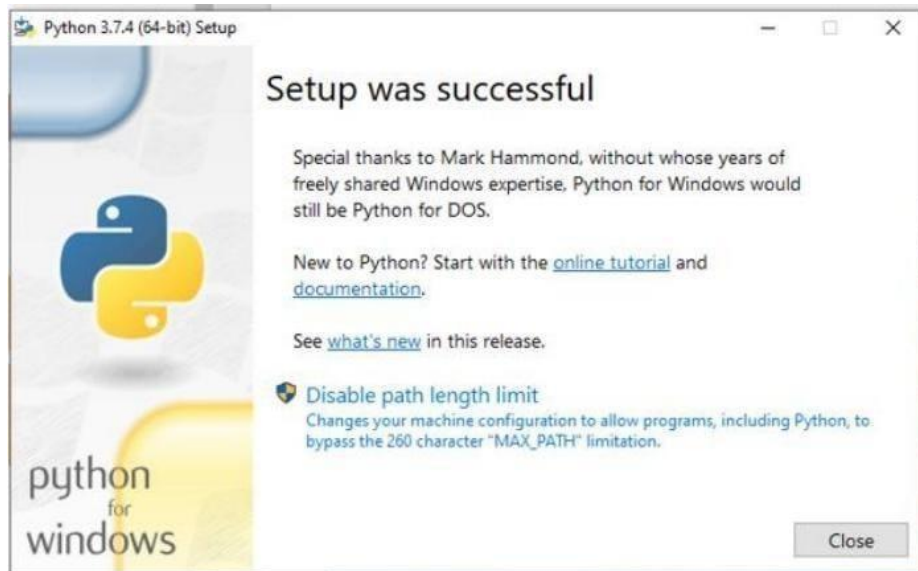 Python 3.7.4 (64-bit) Setup
Setup was successful
Special thanks to Mark Hammond, without whose years of
freely shared Windows expertise, Python for Windows would
still be Python for DOS.
New to Python? Start with the online tutorial and
documentation.
See what's new in this release.
Disable path length limit
Changes your machine configuration to allow programs, including Python, to
bypass the 260 character "MAX_PATH" limitation.
python
for
windows
Close